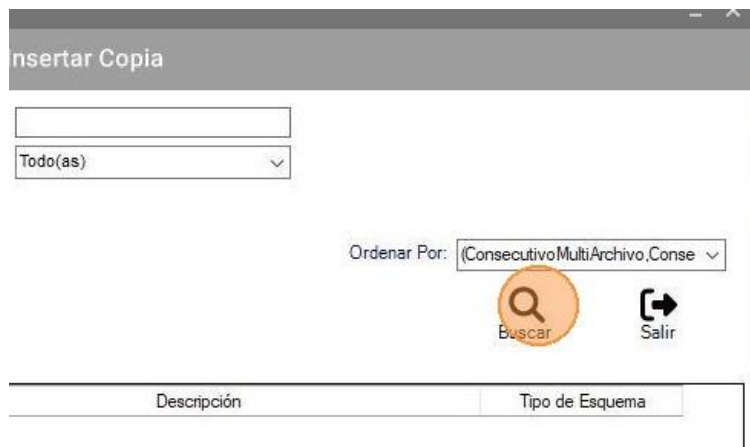 Insertar Copia
Todo(as)
Ordenar Por: (ConsecutivoMultiArchivo,Conse
Buscar Salir
Descripción Tipo de Esquema